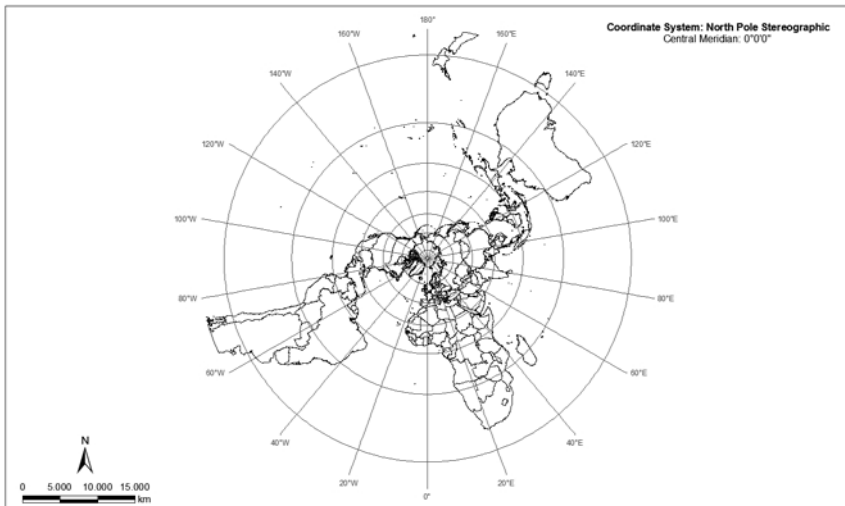 180°
Coordinate System: North Pole Stereographic
Central Meridian: 0°0'0"
160°W
160°E
140°W
140°E
120°W
120°E
100°W
100°E
80°W
80°E
60°W
60°E
40°W
40°E
20°W
20°E
0°
N
0 5.000 10.000 15.000
km